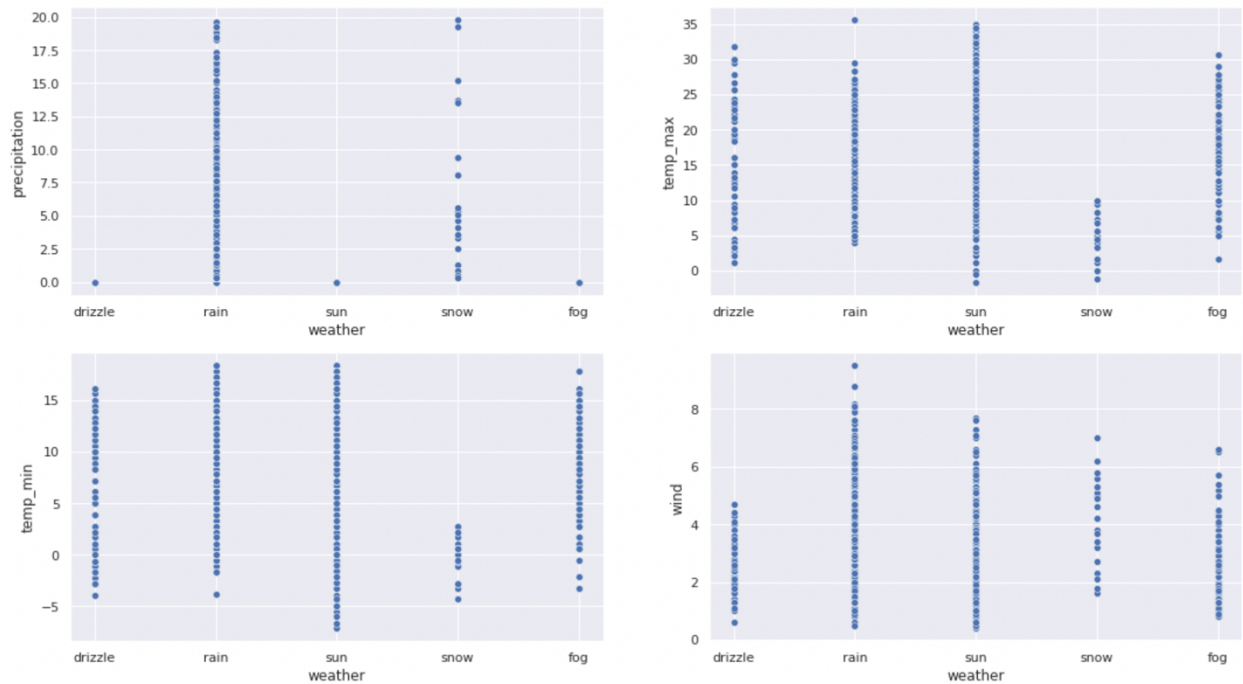 precipitation
20.0
17.5
15.0
12.5
10.0
7.5
5.0
2.5
0.0
drizzle rain sun snow fog
weather
temp_max
35
30
25
20
15
10
5
0
drizzle rain sun snow fog
weather
temp_min
15
10
5
0
−5
drizzle rain sun snow fog
weather
wind
8
6
4
2
0
drizzle rain sun snow fog
weather